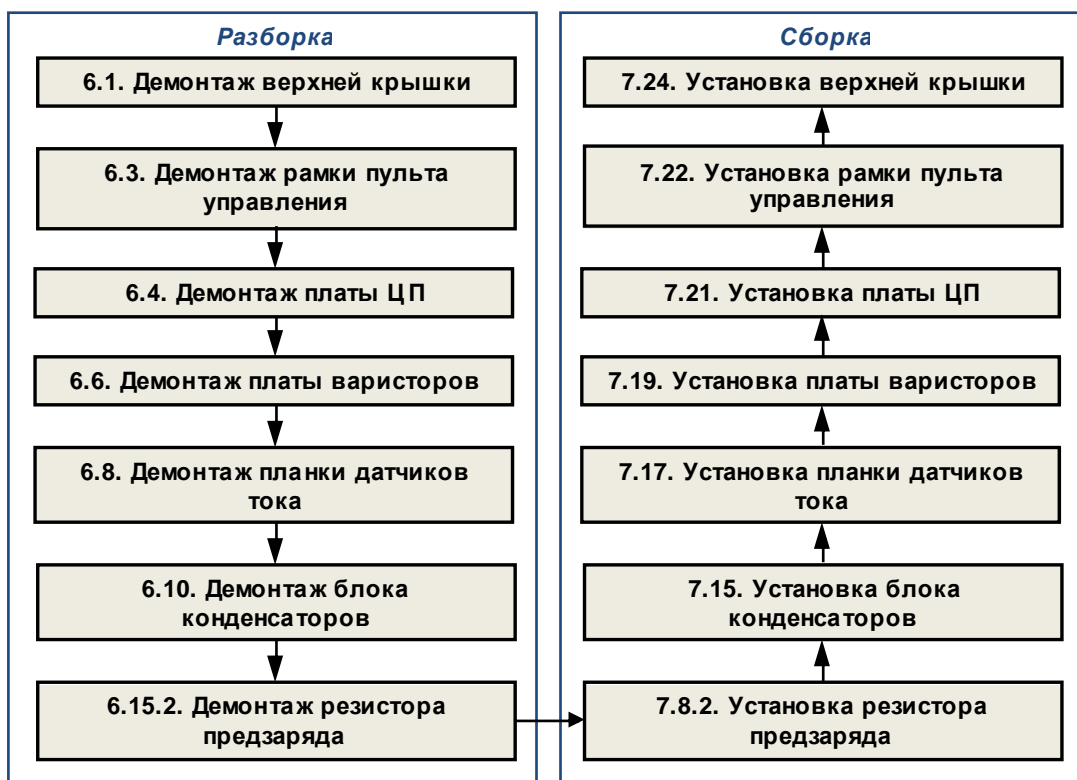 Разборка
6.1. Демонтаж верхней крышки
6.3. Демонтаж рамки пульта
управления
6.4. Демонтаж платы ЦП
6.6. Демонтаж платы варисторов
6.8. Демонтаж планки датчиков
тока
6.10. Демонтаж блока
конденсаторов
6.15.2. Демонтаж резистора
предзаряда
Сборка
7.24. Установка верхней крышки
7.22. Установка рамки пульта
управления
7.21. Установка платы ЦП
7.19. Установка платы варисторов
7.17. Установка планки датчиков
тока
7.15. Установка блока
конденсаторов
7.8.2. Установка резистора
предзаряда